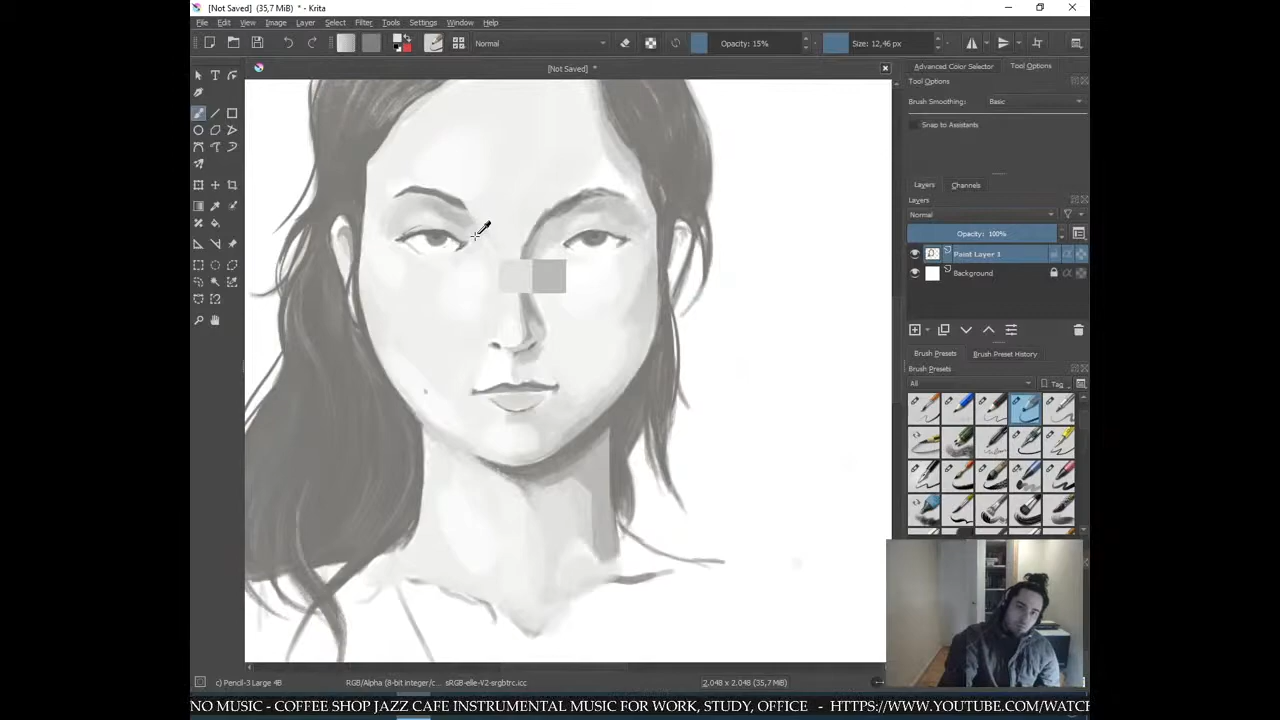 [Not Saved] (35,7 MiB) * - Krita
File Edit View Image Layer Select Filter Tools Settings Window Help
Normal Opacity: 15% Size: 12,46 px
[Not Saved] *
Advanced Color Selector Tool Options
Tool Options
Brush Smoothing: Basic
Snap to Assistants
Layers Channels
Layers
Normal
Opacity: 100%
Paint Layer 1
Background
Brush Presets Brush Preset History
Brush Presets
All Tag
c) Pencil-3 Large 4B RGB/Alpha (8-bit integer/c... sRGB-elle-V2-srgbtrc.icc 2.048 x 2.048 (35,7 MiB)
NO MUSIC - COFFEE SHOP JAZZ CAFE INSTRUMENTAL MUSIC FOR WORK, STUDY, OFFICE - HTTPS://WWW.YOUTUBE.COM/WATCH